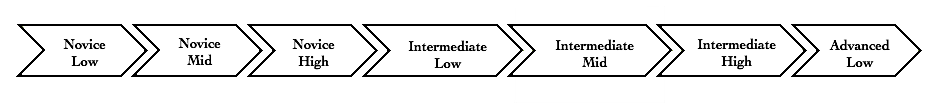 Novice
Low
Novice
Mid
Novice
High
Intermediate
Low
Intermediate
Mid
Intermediate
High
Advanced
Low